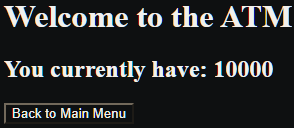 Welcome to the ATM
You currently have: 10000
Back to Main Menu